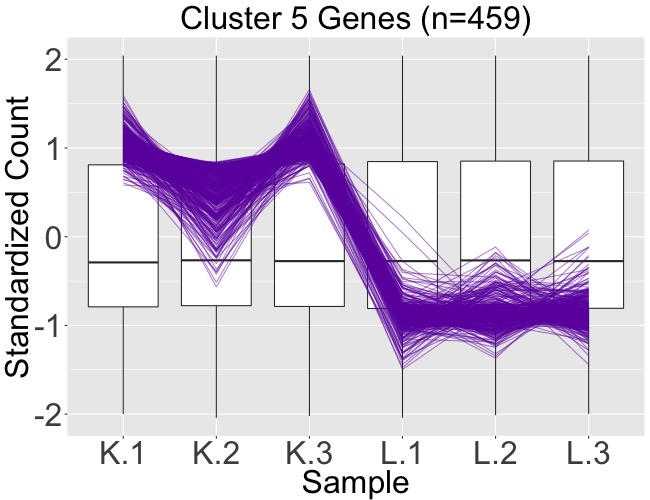 Cluster 5 Genes (n=459)
Standardized Count
2
1
0
-1
-2
K.1 K.2 K.3 L.1 L.2 L.3
Sample